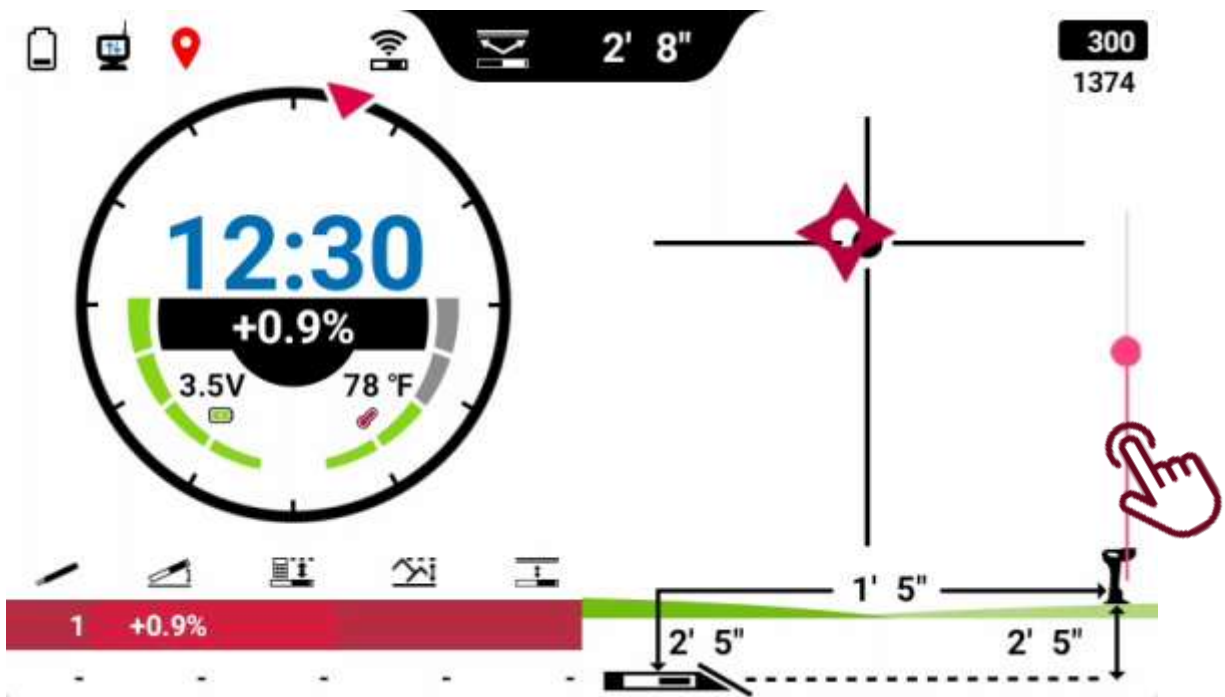 2' 8"
300
1374
12:30
+0.9%
3.5V 78 °F
1' 5"
1 +0.9%
2' 5" 2' 5"
- - - - -